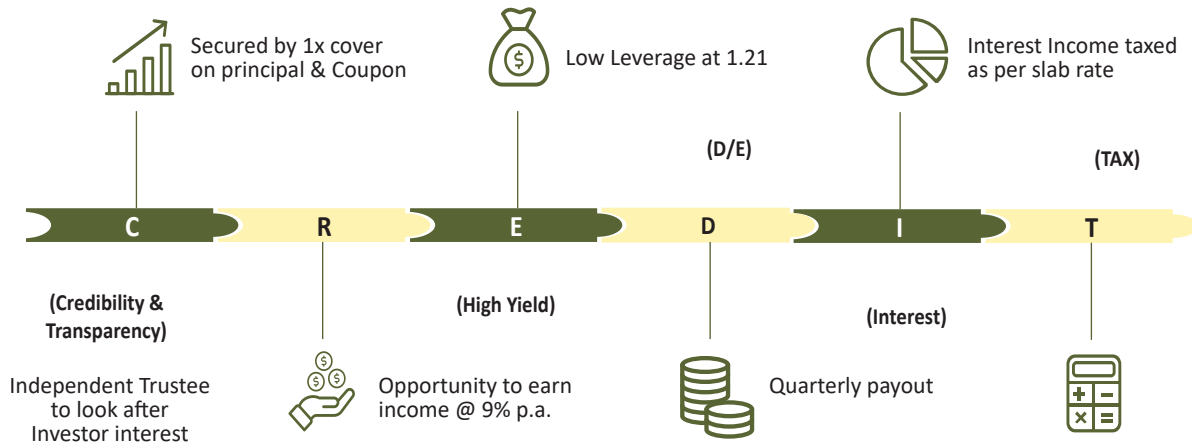 Secured by 1x cover
on principal & Coupon
Low Leverage at 1.21
Interest Income taxed
as per slab rate
(D/E)
(TAX)
C
R
E
D
I
T
(Credibility &
Transparency)
(High Yield)
(Interest)
Independent Trustee
to look after
Investor interest
Opportunity to earn
income @ 9% p.a.
Quarterly payout